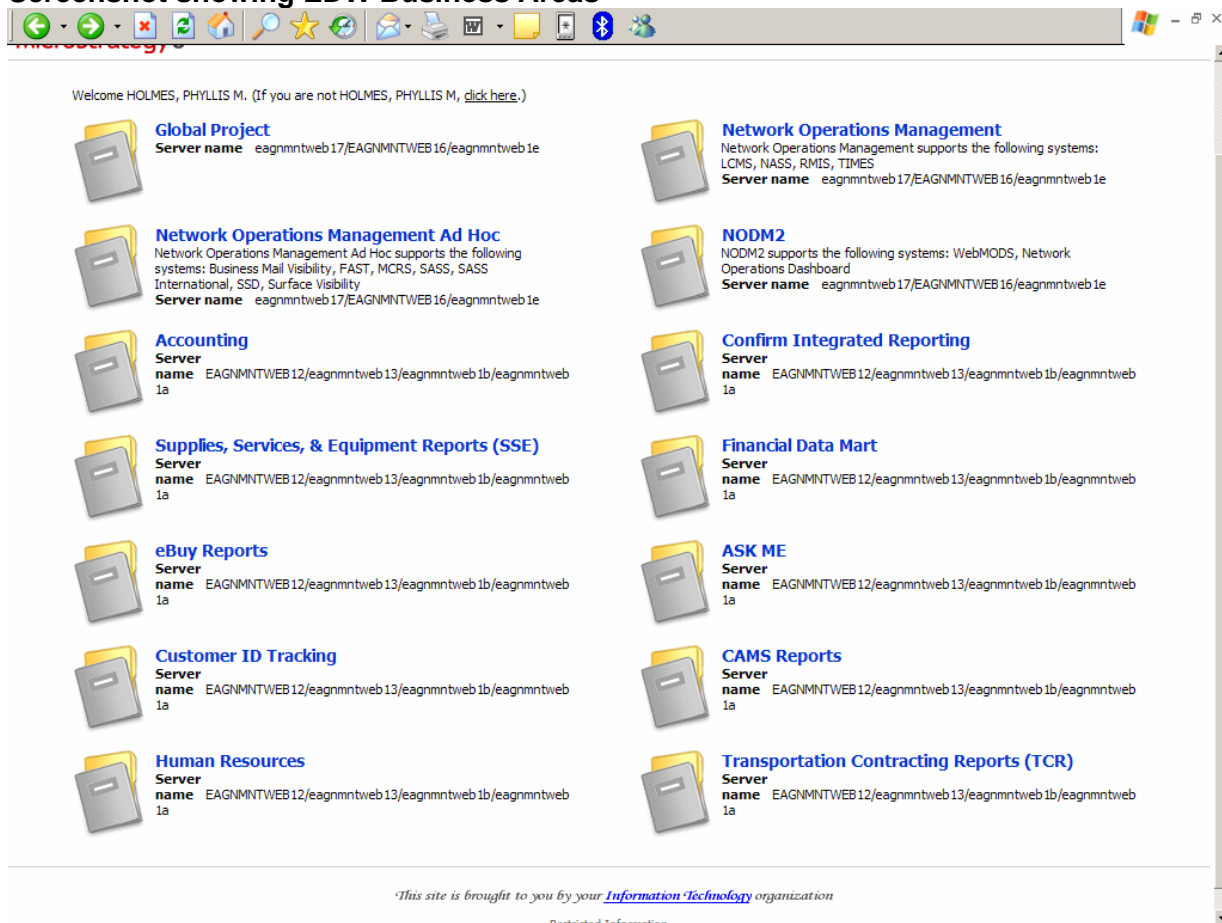 Screenshot showing EDW Business Areas
MicroStrategy 8
Welcome HOLMES, PHYLLIS M. (If you are not HOLMES, PHYLLIS M, click here.)
Global Project
Server name eagnmntweb17/EAGNMNTWEB16/eagnmntweb1e
Network Operations Management
Network Operations Management supports the following systems:
LCMS, NASS, RMIS, TIMES
Server name eagnmntweb17/EAGNMNTWEB16/eagnmntweb1e
Network Operations Management Ad Hoc
Network Operations Management Ad Hoc supports the following
systems: Business Mail Visibility, FAST, MCRS, SASS, SASS
International, SSD, Surface Visibility
Server name eagnmntweb17/EAGNMNTWEB16/eagnmntweb1e
NODM2
NODM2 supports the following systems: WebMODS, Network
Operations Dashboard
Server name eagnmntweb17/EAGNMNTWEB16/eagnmntweb1e
Accounting
Server
name EAGNMNTWEB12/eagnmntweb13/eagnmntweb1b/eagnmntweb
1a
Confirm Integrated Reporting
Server
name EAGNMNTWEB12/eagnmntweb13/eagnmntweb1b/eagnmntweb
1a
Supplies, Services, & Equipment Reports (SSE)
Server
name EAGNMNTWEB12/eagnmntweb13/eagnmntweb1b/eagnmntweb
1a
Financial Data Mart
Server
name EAGNMNTWEB12/eagnmntweb13/eagnmntweb1b/eagnmntweb
1a
eBuy Reports
Server
name EAGNMNTWEB12/eagnmntweb13/eagnmntweb1b/eagnmntweb
1a
ASK ME
Server
name EAGNMNTWEB12/eagnmntweb13/eagnmntweb1b/eagnmntweb
1a
Customer ID Tracking
Server
name EAGNMNTWEB12/eagnmntweb13/eagnmntweb1b/eagnmntweb
1a
CAMS Reports
Server
name EAGNMNTWEB12/eagnmntweb13/eagnmntweb1b/eagnmntweb
1a
Human Resources
Server
name EAGNMNTWEB12/eagnmntweb13/eagnmntweb1b/eagnmntweb
1a
Transportation Contracting Reports (TCR)
Server
name EAGNMNTWEB12/eagnmntweb13/eagnmntweb1b/eagnmntweb
1a
This site is brought to you by your Information Technology organization
Restricted Information